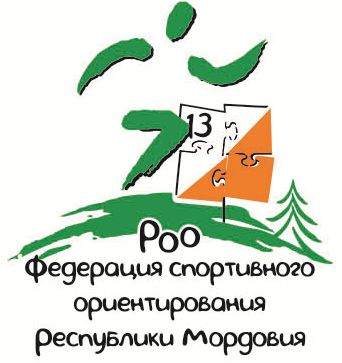 13
РОО
Федерация спортивного
ориентирования
Республики Мордовия